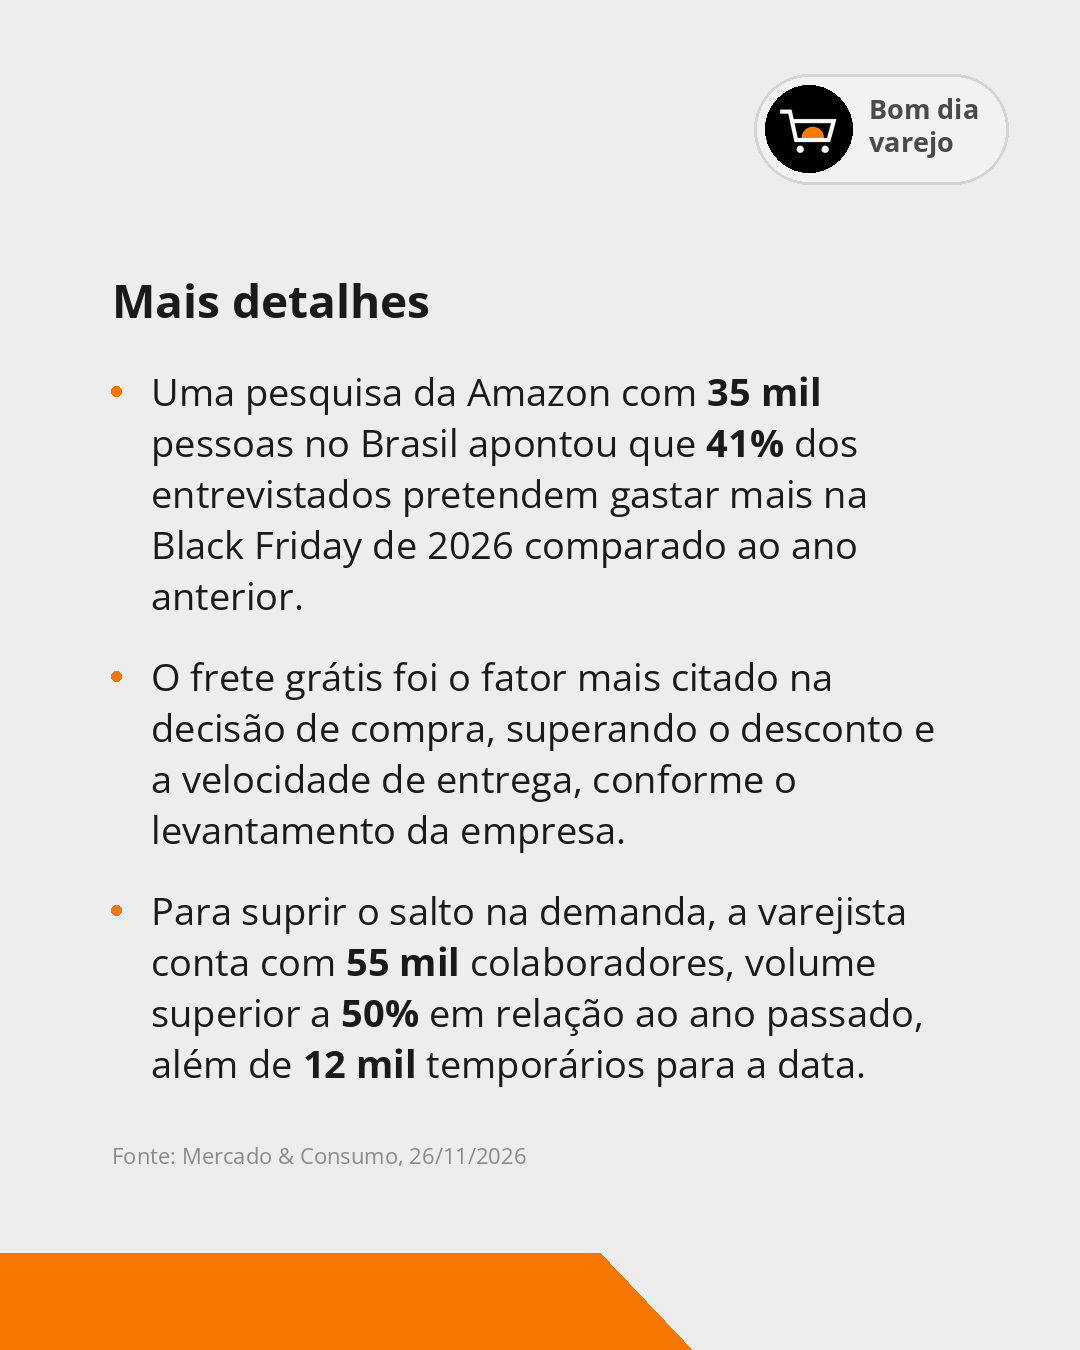 Bom dia
varejo
Mais detalhes
• Uma pesquisa da Amazon com 35 mil
pessoas no Brasil apontou que 41% dos
entrevistados pretendem gastar mais na
Black Friday de 2026 comparado ao ano
anterior.
• O frete grátis foi o fator mais citado na
decisão de compra, superando o desconto e
a velocidade de entrega, conforme o
levantamento da empresa.
• Para suprir o salto na demanda, a varejista
conta com 55 mil colaboradores, volume
superior a 50% em relação ao ano passado,
além de 12 mil temporários para a data.
Fonte: Mercado & Consumo, 26/11/2026